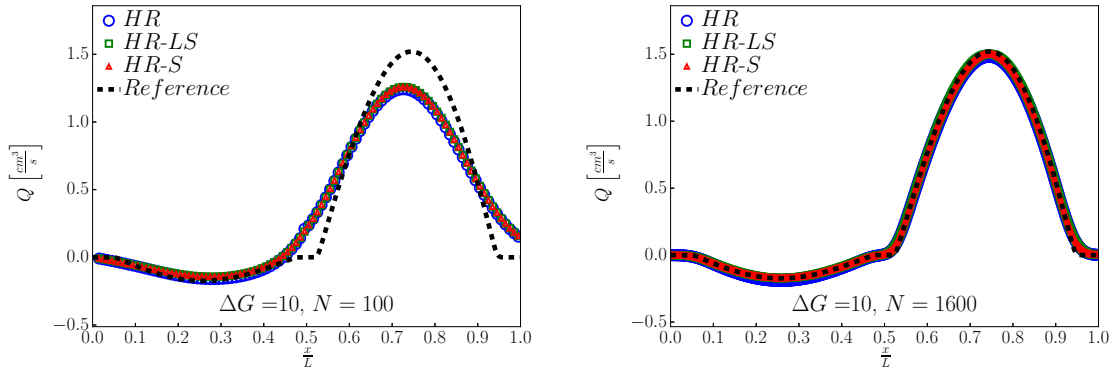 HR
HR-LS
HR-S
Reference
1.5
1.0
0.5
0.0
−0.5
Q [cm³/s]
ΔG =10, N = 100
0.0 0.1 0.2 0.3 0.4 0.5 0.6 0.7 0.8 0.9 1.0
x/L
HR
HR-LS
HR-S
Reference
1.5
1.0
0.5
0.0
−0.5
Q [cm³/s]
ΔG =10, N = 1600
0.0 0.1 0.2 0.3 0.4 0.5 0.6 0.7 0.8 0.9 1.0
x/L